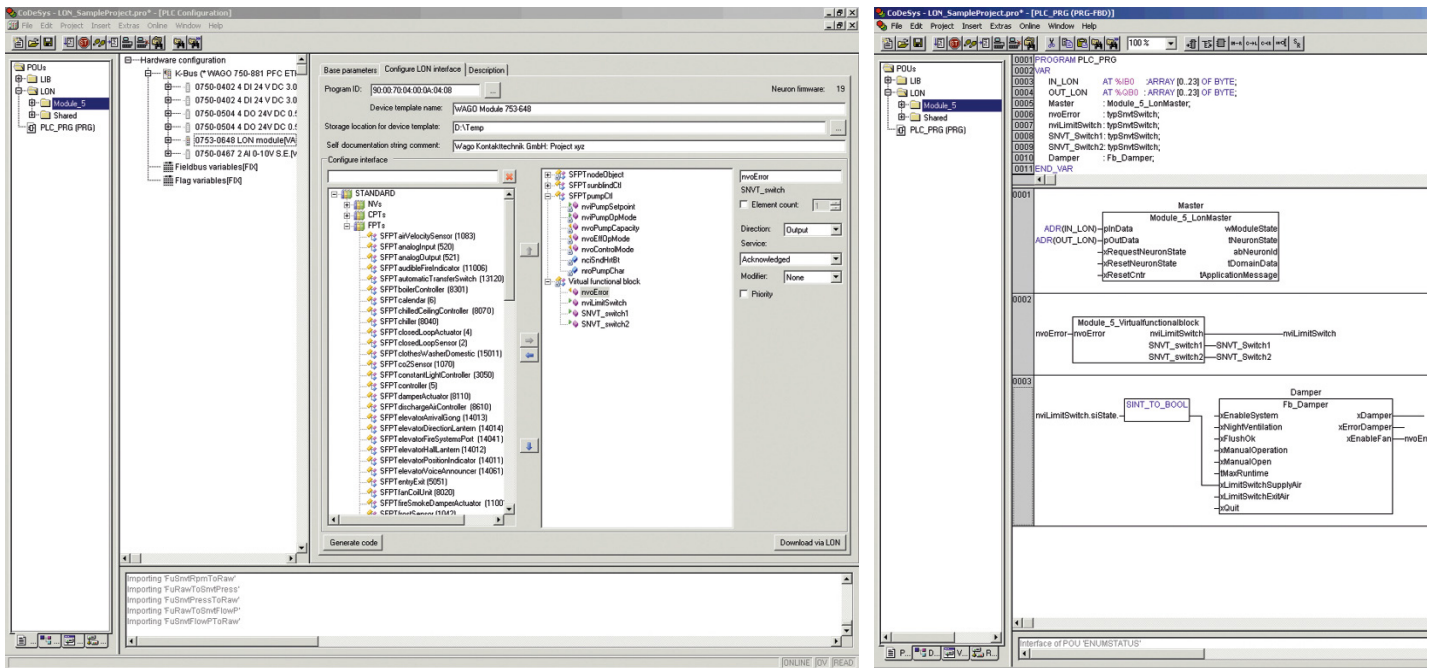 CoDeSys - LON_SampleProject.pro* - [PLC Configuration]
File Edit Project Insert Extras Online Window Help
POUs
LIB
LON
Module_5
Shared
PLC_PRG (PRG)
Hardware configuration
K-Bus (*WAGO 750-881 PFC ETH
0750-0402 4 DI 24 V DC 3.0
0750-0402 4 DI 24 V DC 3.0
0750-0504 4 DO 24V DC 0.5
0750-0504 4 DO 24V DC 0.5
0753-0648 LON module[VA
0750-0467 2 AI 0-10V S.E.[V
Fieldbus variables[FIX]
Flag variables[FIX]
Base parameters Configure LON interface Description
Program ID: 90:00:70:04:00:0A:04:08 ... Neuron firmware: 19
Device template name: WAGO Module 753-648
Storage location for device template: D:\Temp ...
Self documentation string comment: Wago Kontakttechnik GmbH: Project xyz
Configure interface
STANDARD
NVs
CPTs
FPTs
SFPTairVelocitySensor (1083)
SFPTanalogInput (520)
SFPTanalogOutput (521)
SFPTaudibleFireIndicator (11006)
SFPTautomaticTransferSwitch (13120)
SFPTboilerController (8301)
SFPTcalendar (6)
SFPTchilledCeilingController (8070)
SFPTchiller (8040)
SFPTclosedLoopActuator (4)
SFPTclosedLoopSensor (2)
SFPTclothesWasherDomestic (15011)
SFPTco2Sensor (1070)
SFPTconstantLightController (3050)
SFPTcontroller (5)
SFPTdamperActuator (8110)
SFPTdischargeAirController (8610)
SFPTelevatorArrivalGong (14013)
SFPTelevatorDirectionLantern (14014)
SFPTelevatorFireSystemsPort (14041)
SFPTelevatorHallLantern (14012)
SFPTelevatorPositionIndicator (14011)
SFPTelevatorVoiceAnnouncer (14061)
SFPTentryExit (5051)
SFPTfanCoilUnit (8020)
SFPTfireSmokeDamperActuator (1100
SFPTfrostSensor (1042)
SFPTnodeObject
SFPTsunblindCtl
SFPTpumpCtl
nviPumpSetpoint
nviPumpOpMode
nvoPumpCapacity
nvoEffOpMode
nvoControlMode
nciSndHrtBt
nroPumpChar
Virtual functional block
nvoError
nviLimitSwitch
SNVT_switch1
SNVT_switch2
nvoError
SNVT_switch
Element count: 1
Direction: Output
Service:
Acknowledged
Modifier: None
Priority
Generate code
Download via LON
Importing 'FuSnvtRpmToRaw'
Importing 'FuRawToSnvtPress'
Importing 'FuSnvtPressToRaw'
Importing 'FuRawToSnvtFlowP'
Importing 'FuSnvtFlowPToRaw'
ONLINE OV READ
CoDeSys - LON_SampleProject.pro* - [PLC_PRG (PRG-FBD)]
File Edit Project Insert Extras Online Window Help
100 %
POUs
LIB
LON
Module_5
Shared
PLC_PRG (PRG)
0001 PROGRAM PLC_PRG
0002 VAR
0003 IN_LON AT %IB0 :ARRAY [0..23] OF BYTE;
0004 OUT_LON AT %QB0 :ARRAY [0..23] OF BYTE;
0005 Master : Module_5_LonMaster;
0006 nvoError : typSnvtSwitch;
0007 nviLimitSwitch : typSnvtSwitch;
0008 SNVT_Switch1: typSnvtSwitch;
0009 SNVT_Switch2: typSnvtSwitch;
0010 Damper : Fb_Damper;
0011 END_VAR
0001
Master
Module_5_LonMaster
ADR(IN_LON) pInData wModuleState
ADR(OUT_LON) pOutData tNeuronState
xRequestNeuronState abNeuronId
xResetNeuronState tDomainData
xResetCntr tApplicationMessage
0002
Module_5_Virtualfunctionalblock
nvoError nvoError nviLimitSwitch nviLimitSwitch
SNVT_switch1 SNVT_Switch1
SNVT_switch2 SNVT_Switch2
0003
Damper
SINT_TO_BOOL Fb_Damper
nviLimitSwitch.siState xEnableSystem xDamper
xNightVentilation xErrorDamper
xFlushOk xEnableFan nvoErr
xManualOperation
xManualOpen
tMaxRuntime
xLimitSwitchSupplyAir
xLimitSwitchExitAir
xQuit
Interface of POU 'ENUMSTATUS'
P... D... V... R...